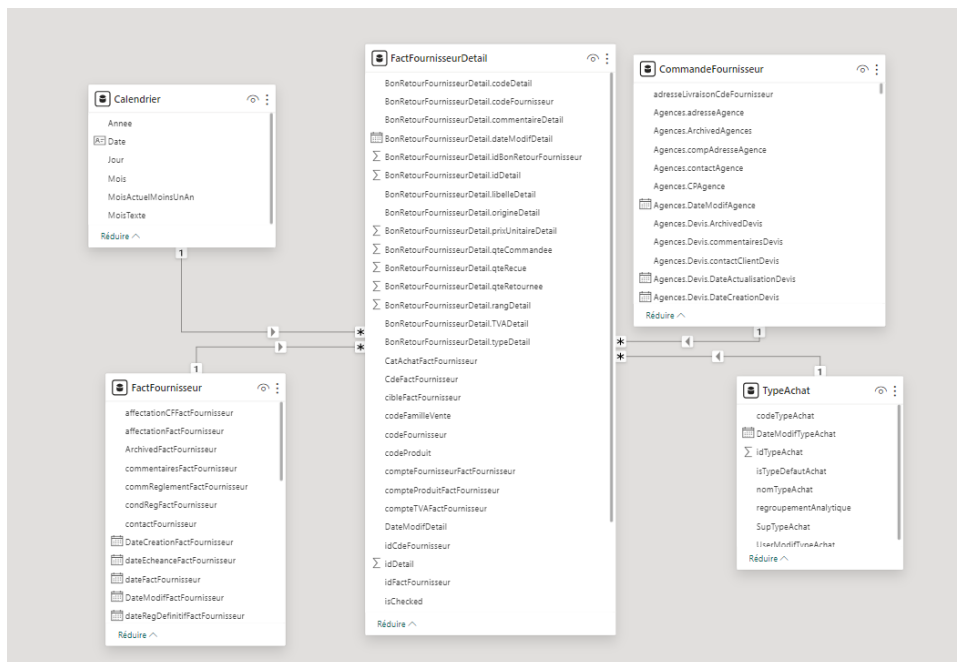 Calendrier
Annee
Date
Jour
Mois
MoisActuelMoinsUnAn
MoisTexte
Réduire
1
FactFournisseur
affectationCFFactFournisseur
affectationFactFournisseur
ArchivedFactFournisseur
commentairesFactFournisseur
commReglementFactFournisseur
condRegFactFournisseur
contactFournisseur
DateCreationFactFournisseur
dateEcheanceFactFournisseur
dateFactFournisseur
DateModifFactFournisseur
dateRegDefinitifFactFournisseur
Réduire
1
FactFournisseurDetail
BonRetourFournisseurDetail.codeDetail
BonRetourFournisseurDetail.codeFournisseur
BonRetourFournisseurDetail.commentaireDetail
BonRetourFournisseurDetail.dateModifDetail
BonRetourFournisseurDetail.idBonRetourFournisseur
BonRetourFournisseurDetail.idDetail
BonRetourFournisseurDetail.libelleDetail
BonRetourFournisseurDetail.origineDetail
BonRetourFournisseurDetail.prixUnitaireDetail
BonRetourFournisseurDetail.qteCommandee
BonRetourFournisseurDetail.qteRecue
BonRetourFournisseurDetail.qteRetournee
BonRetourFournisseurDetail.rangDetail
BonRetourFournisseurDetail.TVADetail
BonRetourFournisseurDetail.typeDetail
CatAchatFactFournisseur
CdeFactFournisseur
cibleFactFournisseur
codeFamilleVente
codeFournisseur
codeProduit
compteFournisseurFactFournisseur
compteProduitFactFournisseur
compteTVAFactFournisseur
DateModifDetail
idCdeFournisseur
idDetail
idFactFournisseur
isChecked
Réduire
*
*
*
*
CommandeFournisseur
adresseLivraisonCdeFournisseur
Agences.adresseAgence
Agences.ArchivedAgences
Agences.compAdresseAgence
Agences.contactAgence
Agences.CPAgence
Agences.DateModifAgence
Agences.Devis.ArchivedDevis
Agences.Devis.commentairesDevis
Agences.Devis.contactClientDevis
Agences.Devis.DateActualisationDevis
Agences.Devis.DateCreationDevis
Réduire
1
TypeAchat
codeTypeAchat
DateModifTypeAchat
idTypeAchat
isTypeDefautAchat
nomTypeAchat
regroupementAnalytique
SupTypeAchat
UserModifTypeAchat
Réduire
1